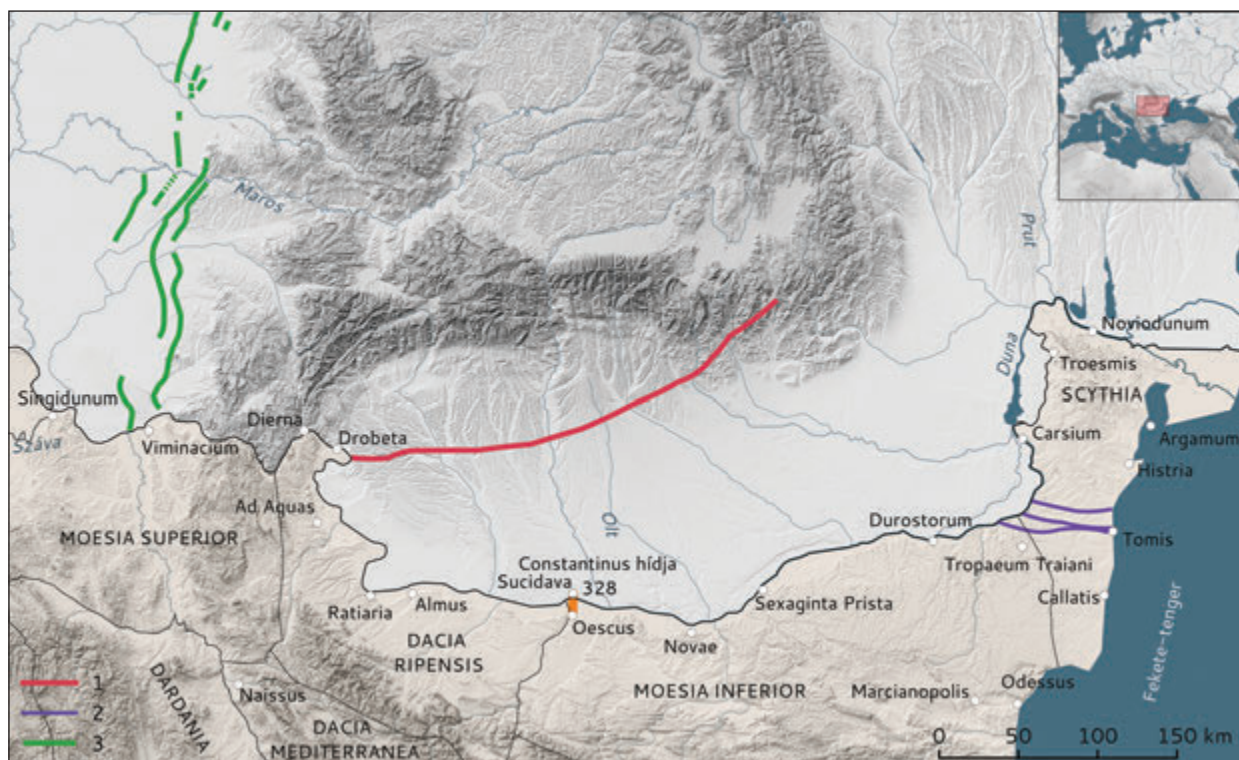 Maros
Prut
Duna
Noviodunum
Troesmis
SCYTHIA
Singidunum
Száva
Viminacium
Dierna
Drobeta
Carsium
Argamum
Histria
Ad Aquas
MOESIA SUPERIOR
Olt
Durostorum
Tomis
Tropaeum Traiani
Constantinus hídja
Sucidava
328
Ratiaria
Almus
Oescus
Sexaginta Prista
Callatis
DACIA
RIPENSIS
Novae
Fekete-tenger
DARDANIA
Naissus
MOESIA INFERIOR
Marcianopolis
Odessus
DACIA
MEDITERRANEA
1
2
3
0 50 100 150 km